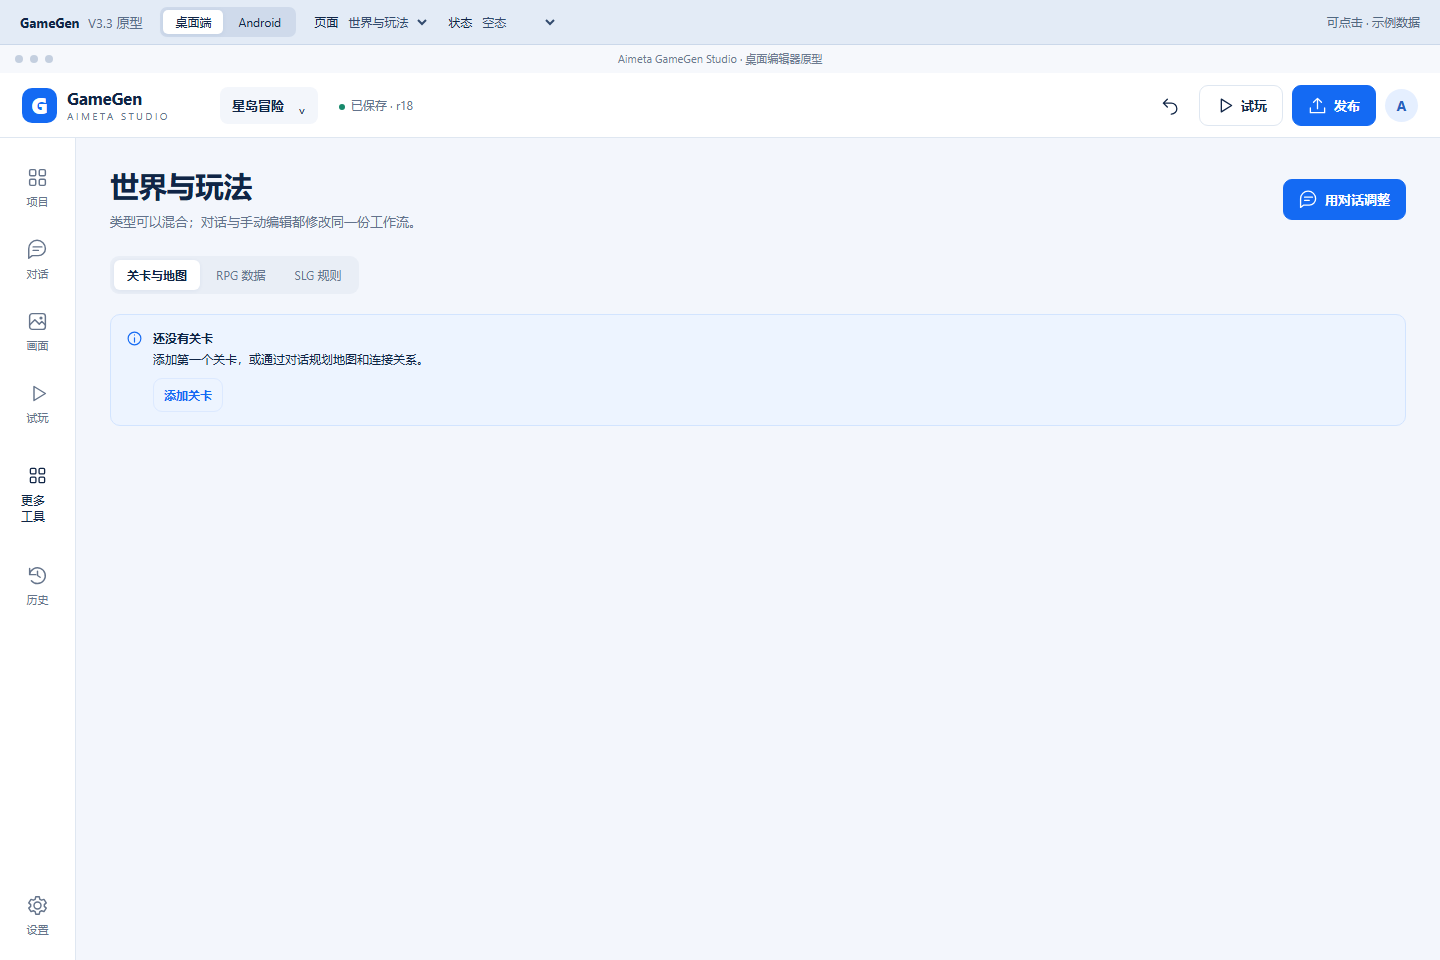 GameGen V3.3 原型 桌面端 Android 页面 世界与玩法 状态 空态 可点击 · 示例数据
Aimeta GameGen Studio · 桌面编辑器原型
G GameGen
AIMETA STUDIO
星岛冒险 已保存 · r18 试玩 发布 A
项目
对话
画面
试玩
更多
工具
历史
设置
世界与玩法
类型可以混合；对话与手动编辑都修改同一份工作流。
用对话调整
关卡与地图 RPG 数据 SLG 规则
还没有关卡
添加第一个关卡，或通过对话规划地图和连接关系。
添加关卡